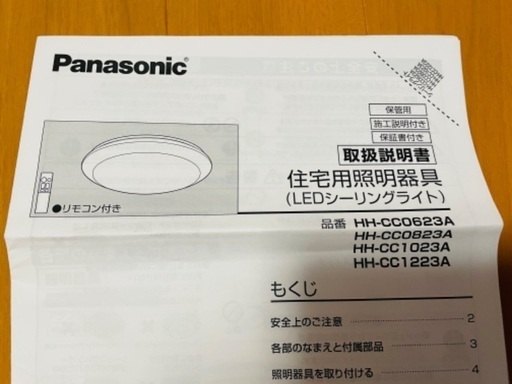 Panasonic
保管用
施工説明付き
保証書付き
取扱説明書
住宅用照明器具
(LEDシーリングライト)
●リモコン付き
品番 HH-CC0623A
HH-CC0823A
HH-CC1023A
HH-CC1223A
もくじ
安全上のご注意 2
各部のなまえと付属部品 3
照明器具を取り付ける 4